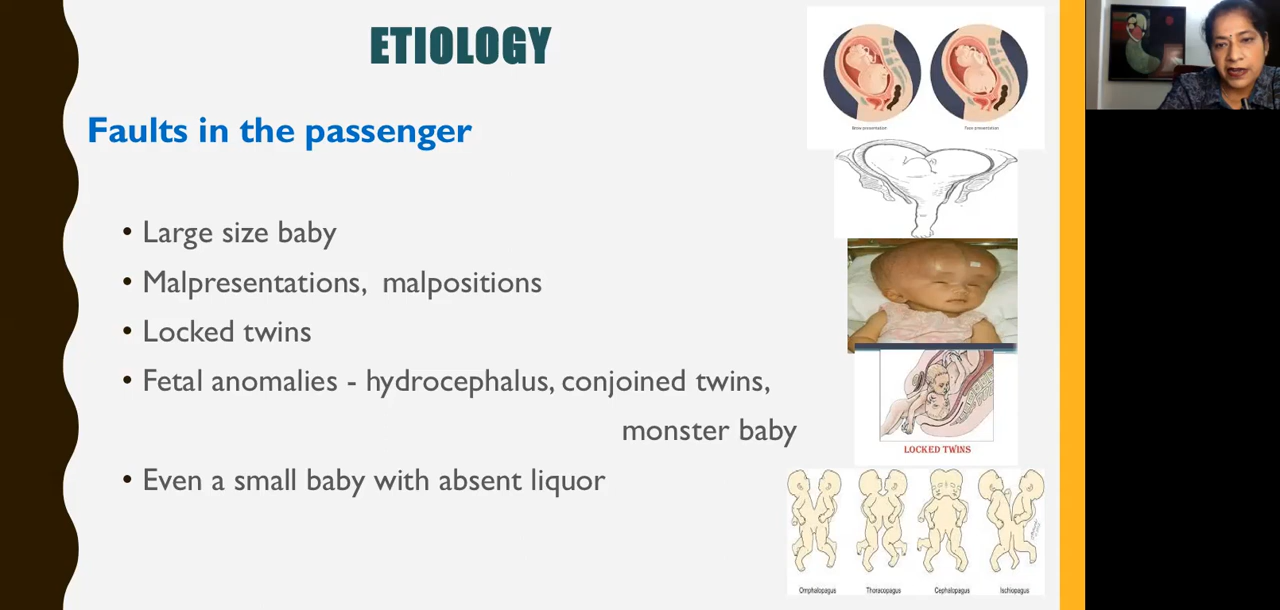 ETIOLOGY
Faults in the passenger
• Large size baby
• Malpresentations, malpositions
• Locked twins
• Fetal anomalies - hydrocephalus, conjoined twins,
monster baby
• Even a small baby with absent liquor
Brow presentation
Face presentation
LOCKED TWINS
Omphalopagus
Thoracopagus
Cephalopagus
Ischiopagus